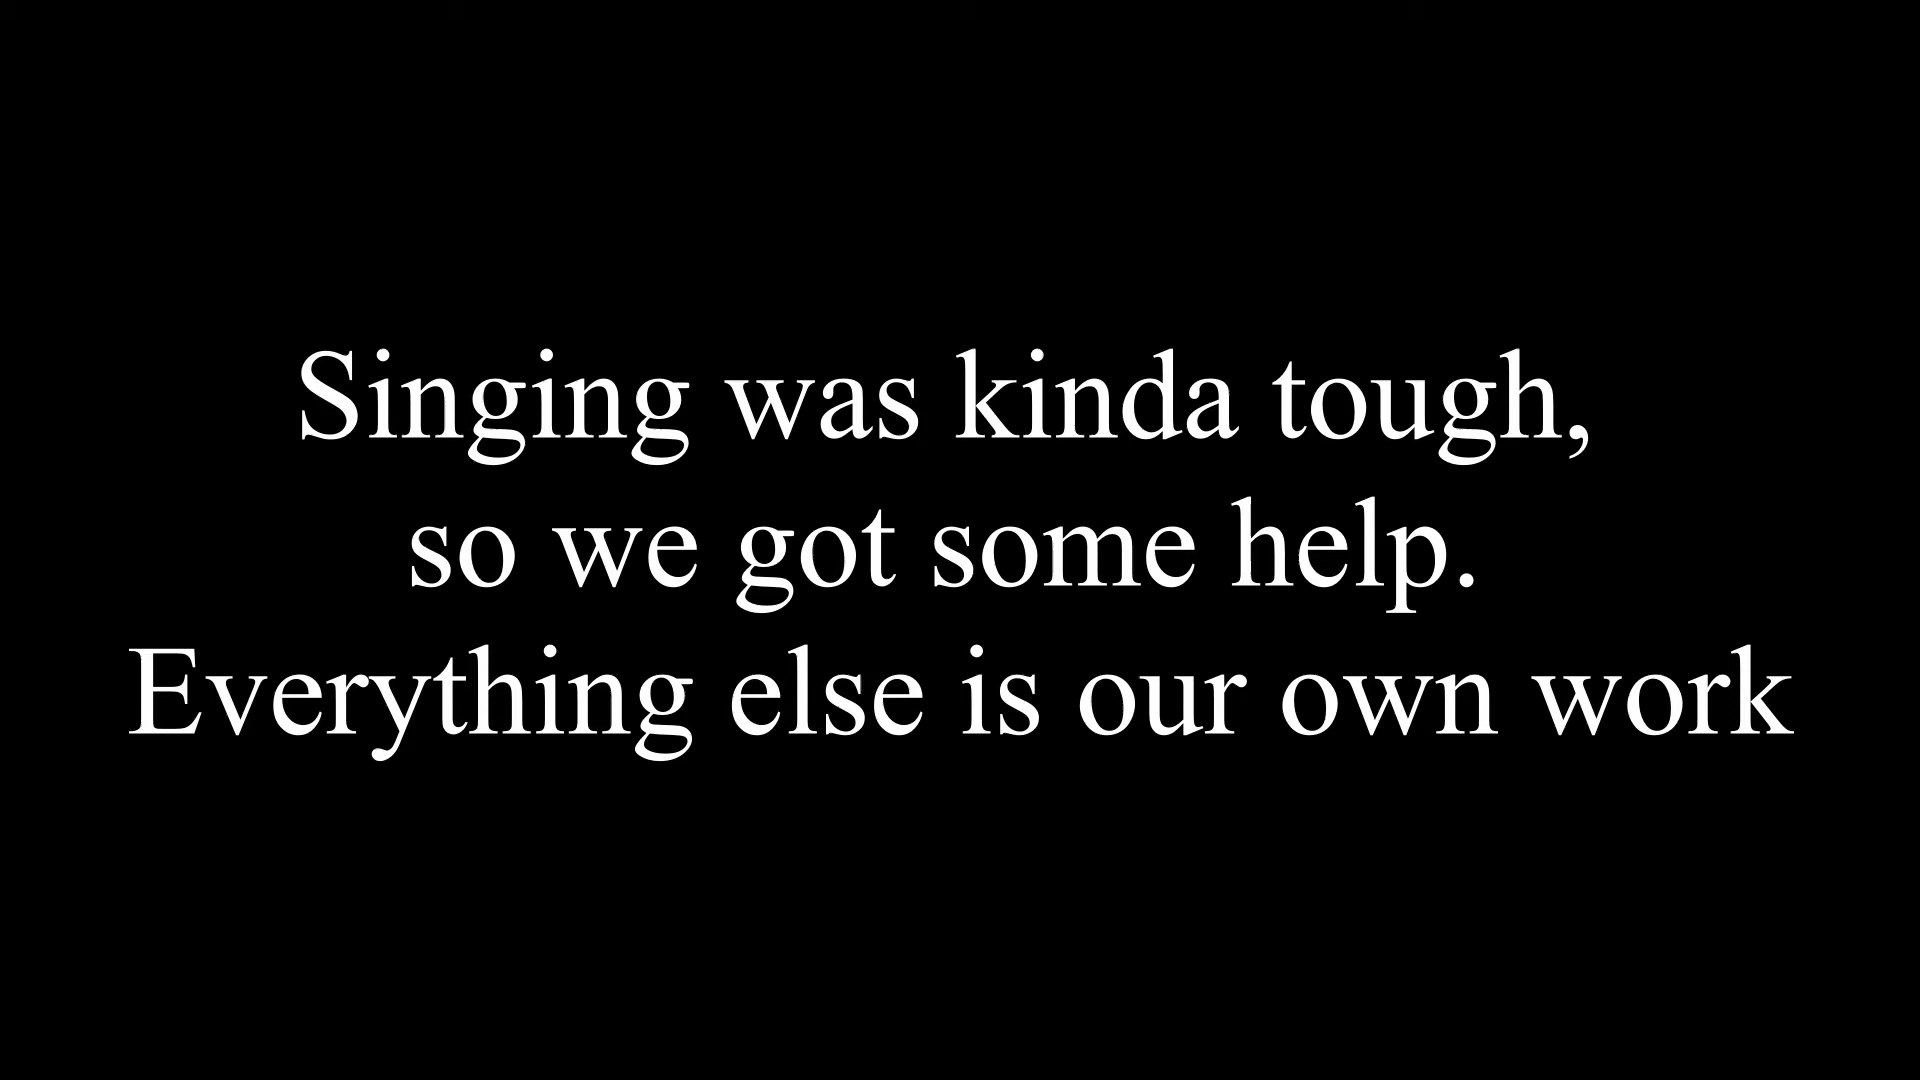 Singing was kinda tough,
so we got some help.
Everything else is our own work